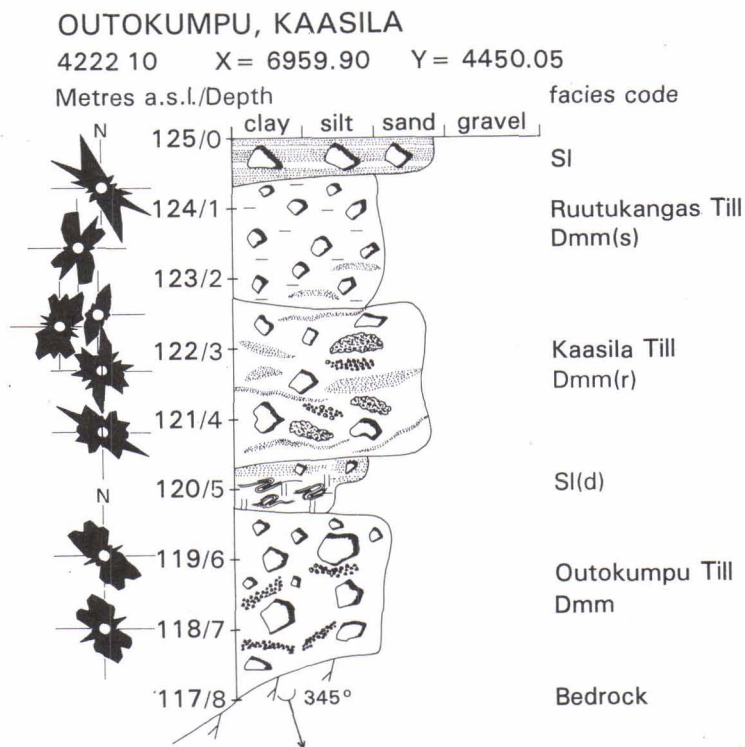 OUTOKUMPU, KAASILA
4222 10 X= 6959.90 Y= 4450.05
Metres a.s.l./Depth facies code
N clay silt sand gravel
125/0
Sl
124/1 Ruutukangas Till
Dmm(s)
123/2
122/3 Kaasila Till
Dmm(r)
121/4
120/5 Sl(d)
N
119/6 Outokumpu Till
Dmm
118/7
117/8 345° Bedrock